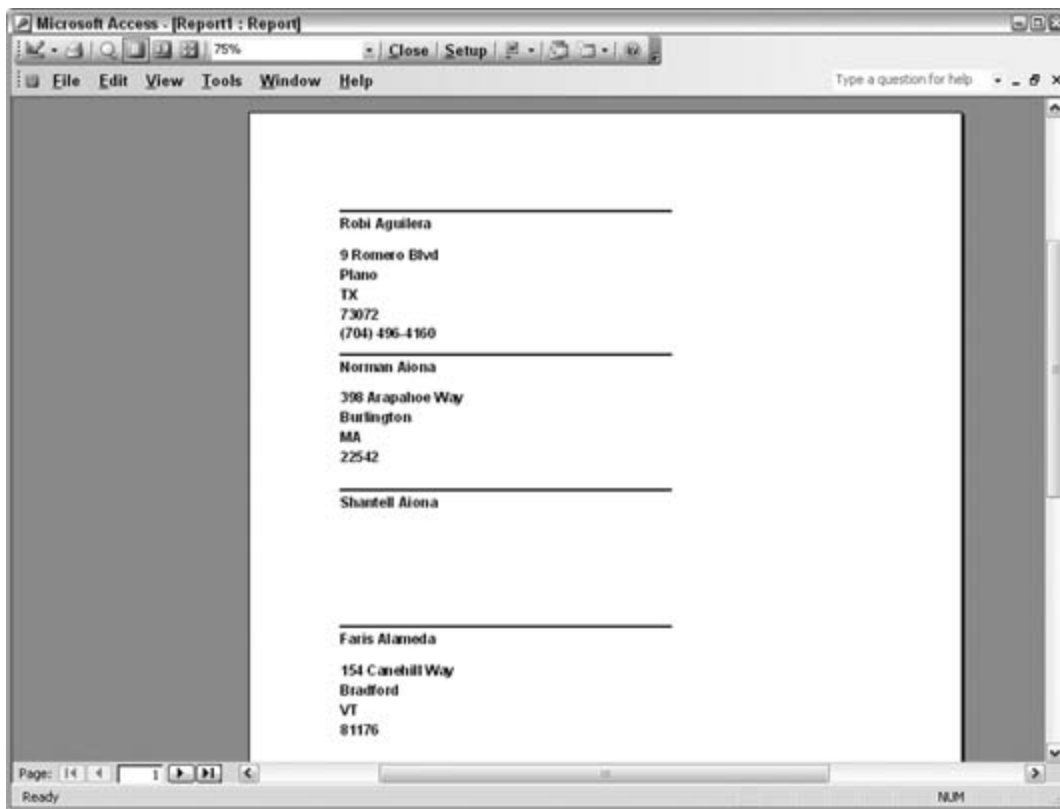 Microsoft Access - [Report1 : Report]
75% Close Setup
File Edit View Tools Window Help Type a question for help
Robi Aguilera
9 Romero Blvd
Plano
TX
73072
(704) 496-4160
Norman Aiona
398 Arapahoe Way
Burlington
MA
22542
Shantell Aiona
Faris Alameda
154 Canehill Way
Bradford
VT
81176
Page: 1
Ready NUM